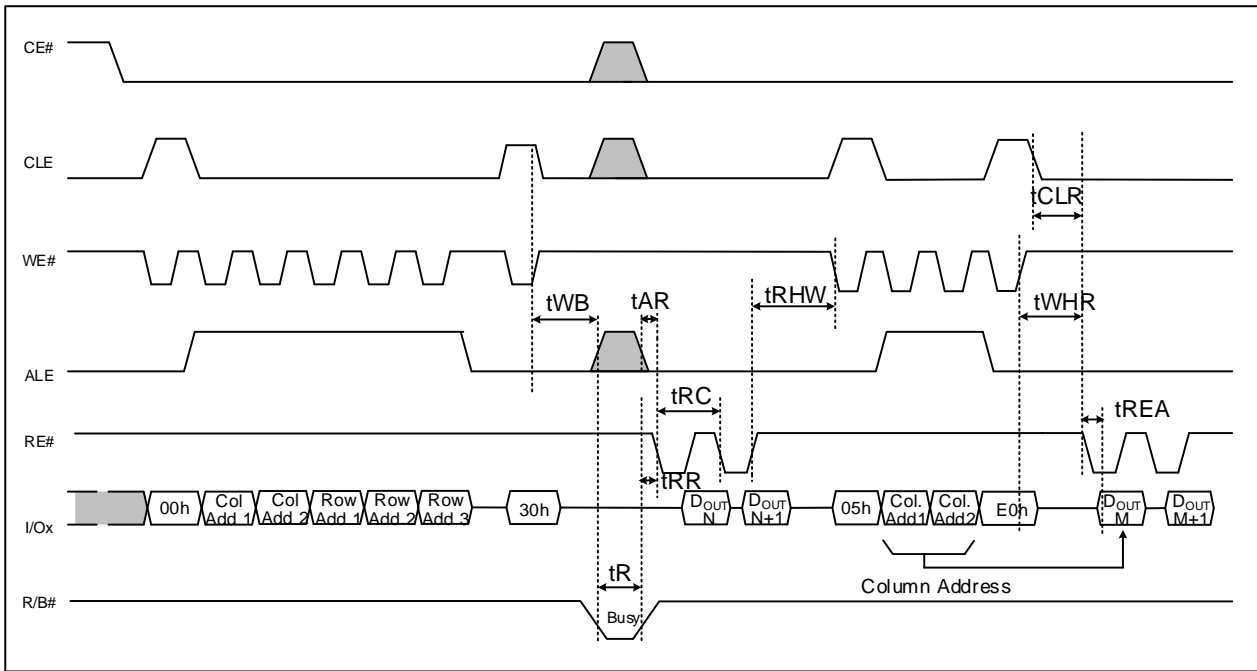 CE#
CLE
tCLR
WE#
tWB
tAR
tRHW
tWHR
ALE
tRC
tREA
RE#
tRR
I/Ox
00h
Col
Add 1
Col
Add 2
Row
Add 1
Row
Add 2
Row
Add 3
30h
DOUT
N
DOUT
N+1
05h
Col.
Add1
Col.
Add2
E0h
DOUT
M
DOUT
M+1
tR
Column Address
R/B#
Busy